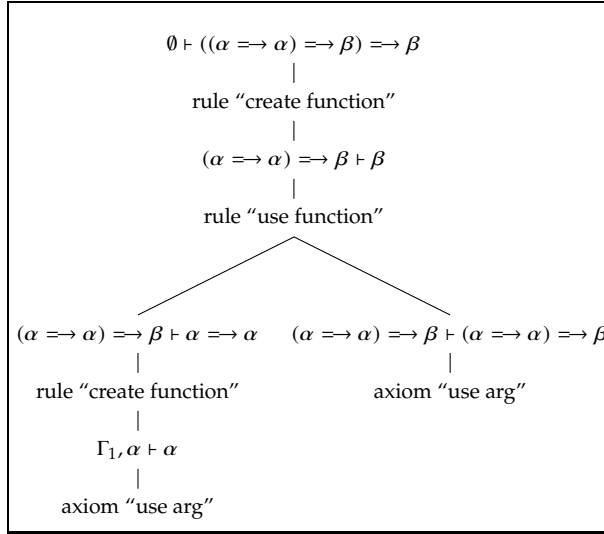 ∅ ⊢ ((α =→ α) =→ β) =→ β
rule “create function”
(α =→ α) =→ β ⊢ β
rule “use function”
(α =→ α) =→ β ⊢ α =→ α (α =→ α) =→ β ⊢ (α =→ α) =→ β
rule “create function” axiom “use arg”
Γ₁, α ⊢ α
axiom “use arg”